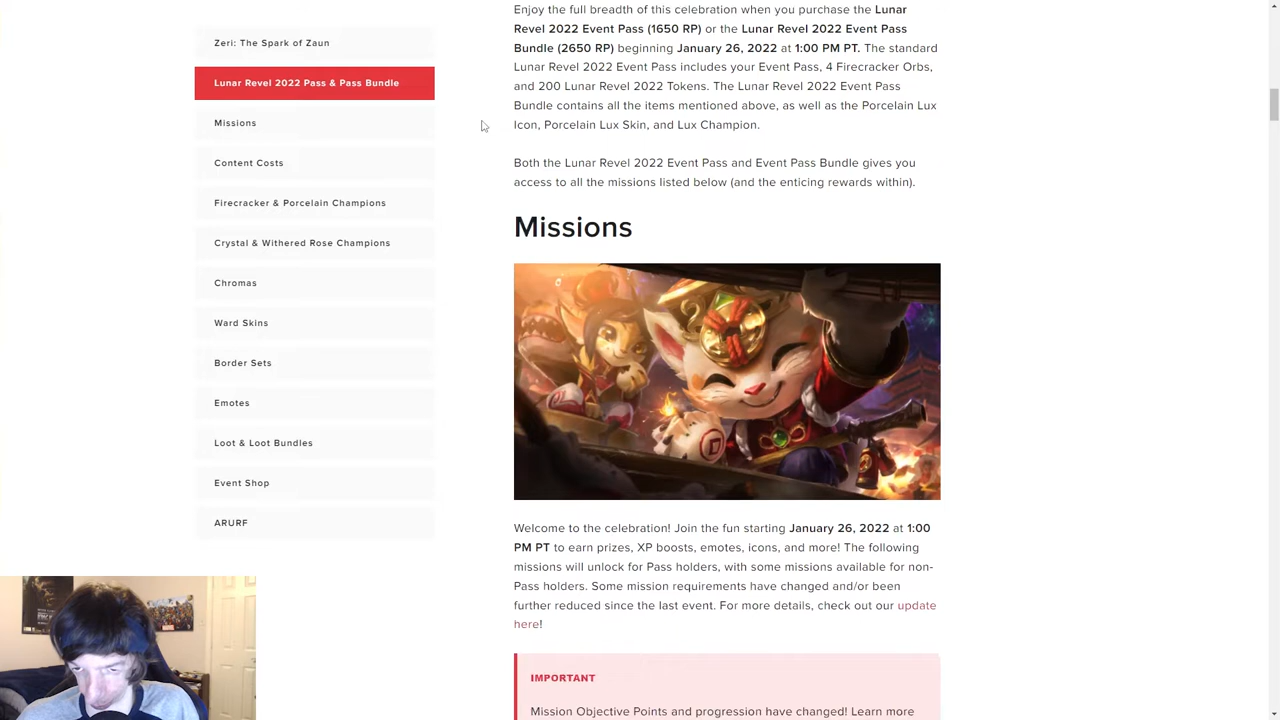 Zeri: The Spark of Zaun
Lunar Revel 2022 Pass & Pass Bundle
Missions
Content Costs
Firecracker & Porcelain Champions
Crystal & Withered Rose Champions
Chromas
Ward Skins
Border Sets
Emotes
Loot & Loot Bundles
Event Shop
ARURF
Enjoy the full breadth of this celebration when you purchase the Lunar
Revel 2022 Event Pass (1650 RP) or the Lunar Revel 2022 Event Pass
Bundle (2650 RP) beginning January 26, 2022 at 1:00 PM PT. The standard
Lunar Revel 2022 Event Pass includes your Event Pass, 4 Firecracker Orbs,
and 200 Lunar Revel 2022 Tokens. The Lunar Revel 2022 Event Pass
Bundle contains all the items mentioned above, as well as the Porcelain Lux
Icon, Porcelain Lux Skin, and Lux Champion.
Both the Lunar Revel 2022 Event Pass and Event Pass Bundle gives you
access to all the missions listed below (and the enticing rewards within).
Missions
Welcome to the celebration! Join the fun starting January 26, 2022 at 1:00
PM PT to earn prizes, XP boosts, emotes, icons, and more! The following
missions will unlock for Pass holders, with some missions available for non-
Pass holders. Some mission requirements have changed and/or been
further reduced since the last event. For more details, check out our update
here!
IMPORTANT
Mission Objective Points and progression have changed! Learn more